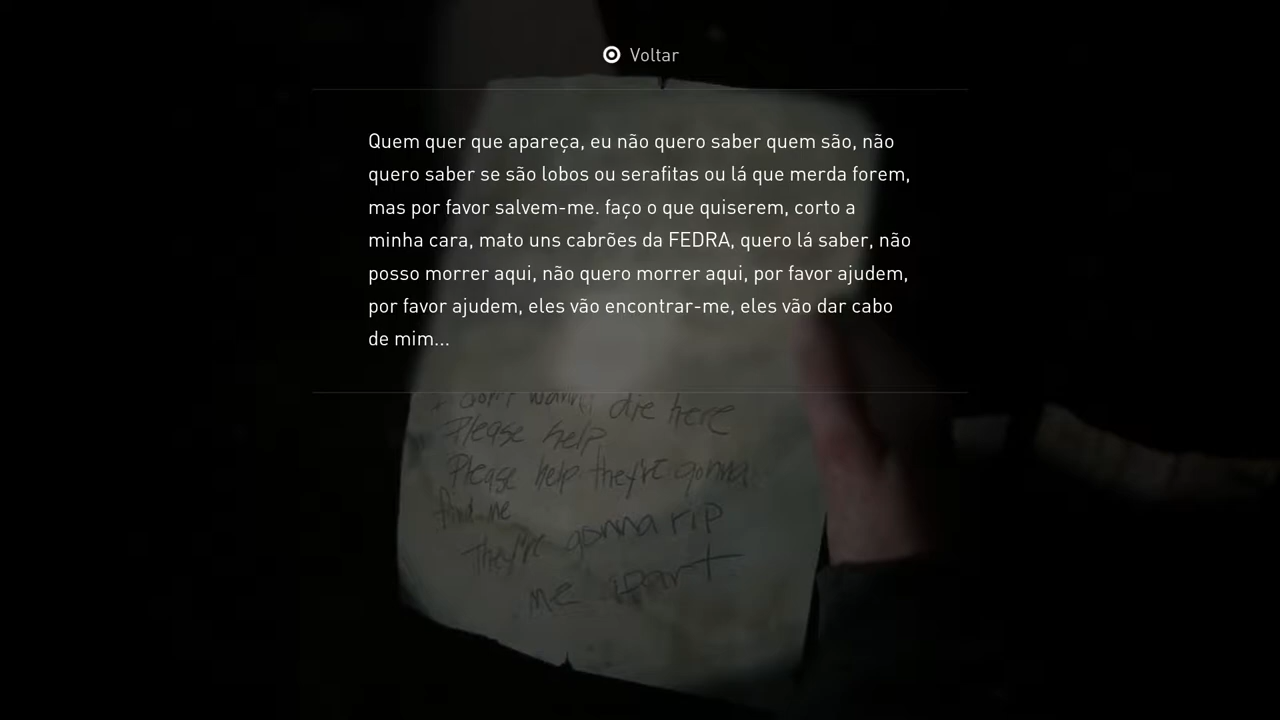 Voltar
Quem quer que apareça, eu não quero saber quem são, não
quero saber se são lobos ou serafitas ou lá que merda forem,
mas por favor salvem-me. faço o que quiserem, corto a
minha cara, mato uns cabrões da FEDRA, quero lá saber, não
posso morrer aqui, não quero morrer aqui, por favor ajudem,
por favor ajudem, eles vão encontrar-me, eles vão dar cabo
de mim...
I don't wanna die here
Please help
Please help they're gonna
find me
They're gonna rip
me apart